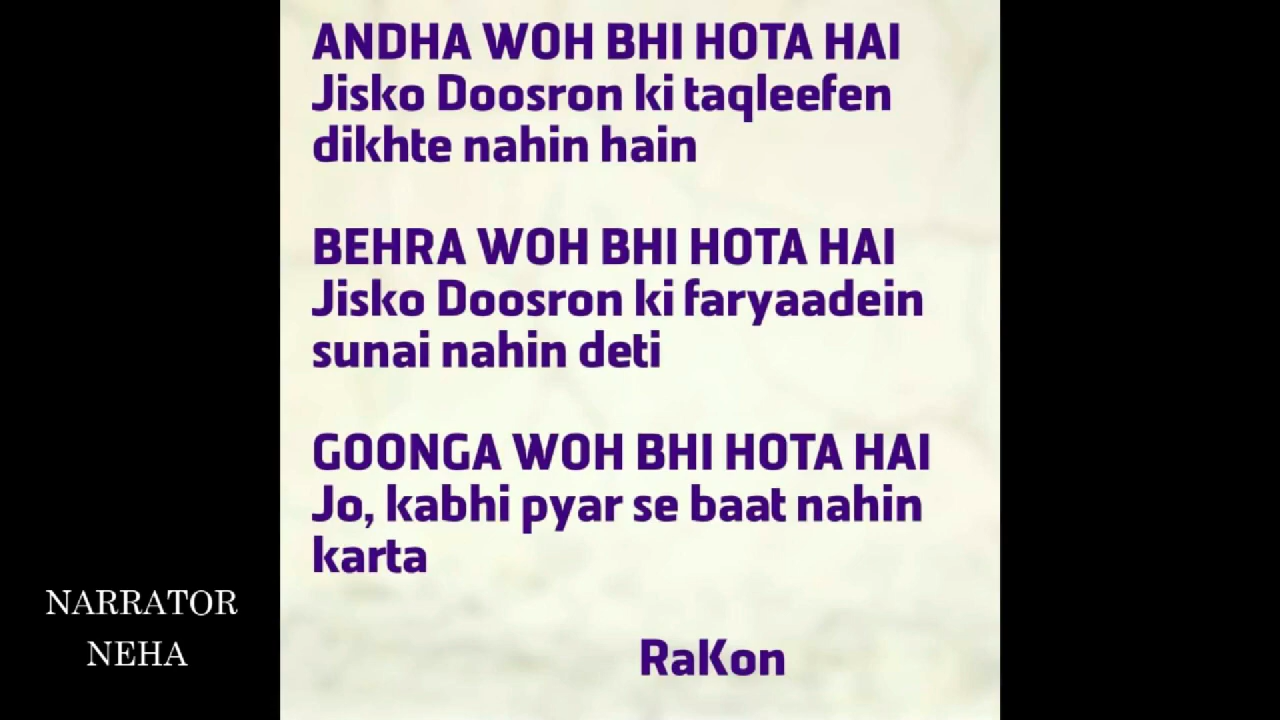 ANDHA WOH BHI HOTA HAI
Jisko Doosron ki taqleefen
dikhte nahin hain
BEHRA WOH BHI HOTA HAI
Jisko Doosron ki faryaadein
sunai nahin deti
GOONGA WOH BHI HOTA HAI
Jo, kabhi pyar se baat nahin
karta
RaKon
NARRATOR
NEHA